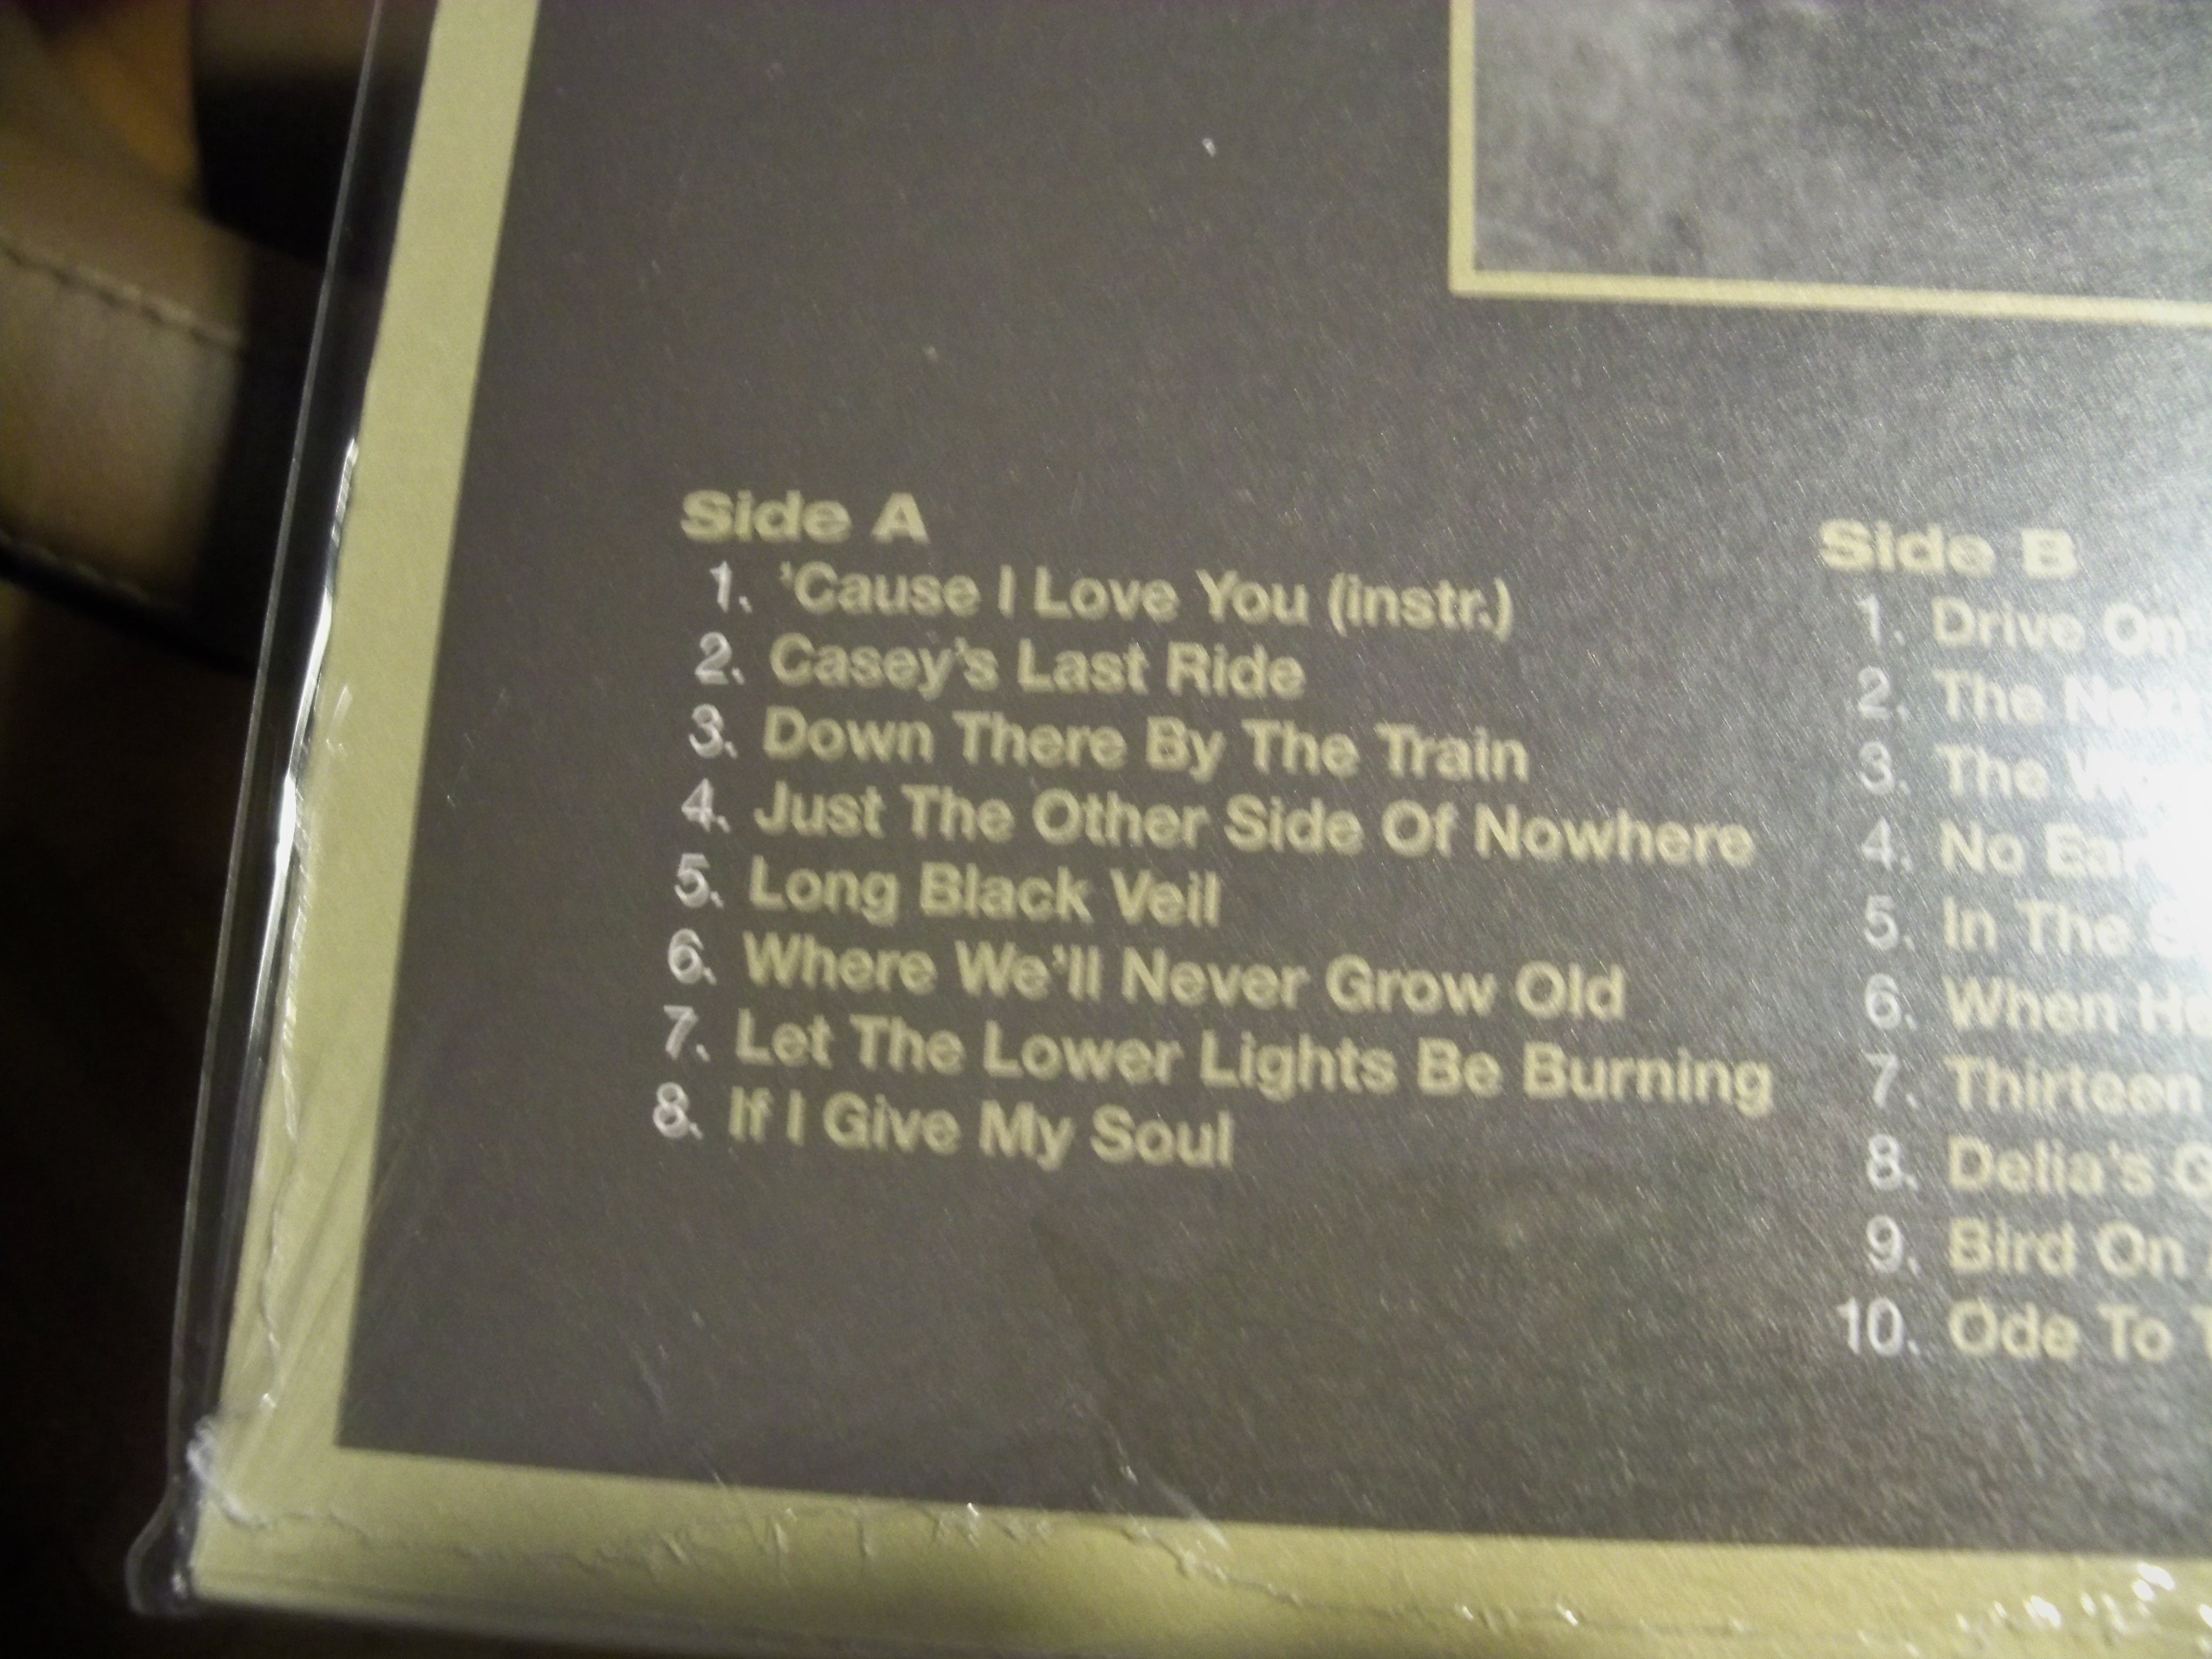 Side A
1. 'Cause I Love You (instr.)
2. Casey's Last Ride
3. Down There By The Train
4. Just The Other Side Of Nowhere
5. Long Black Veil
6. Where We'll Never Grow Old
7. Let The Lower Lights Be Burning
8. If I Give My Soul
Side B
1. Drive On
2. The
3. The
4. No
5. In The
6. When
7. Thirteen
8. Delia's
9. Bird On
10. Ode To